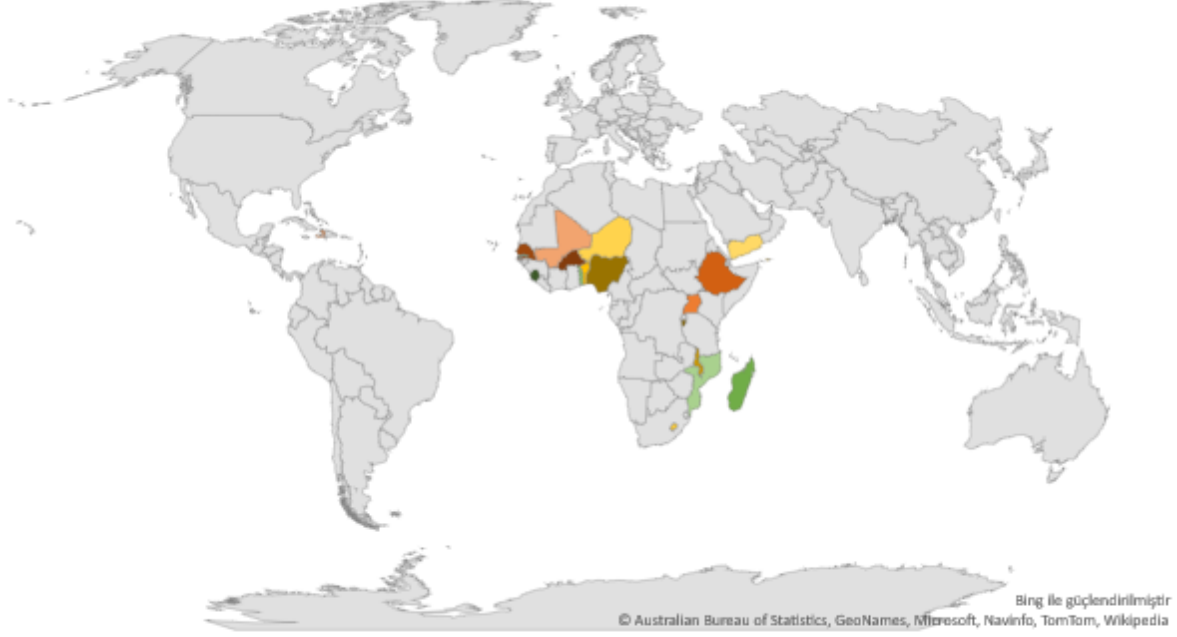 Bing ile güçlendirilmiştir
© Australian Bureau of Statistics, GeoNames, Microsoft, Navinfo, TomTom, Wikipedia